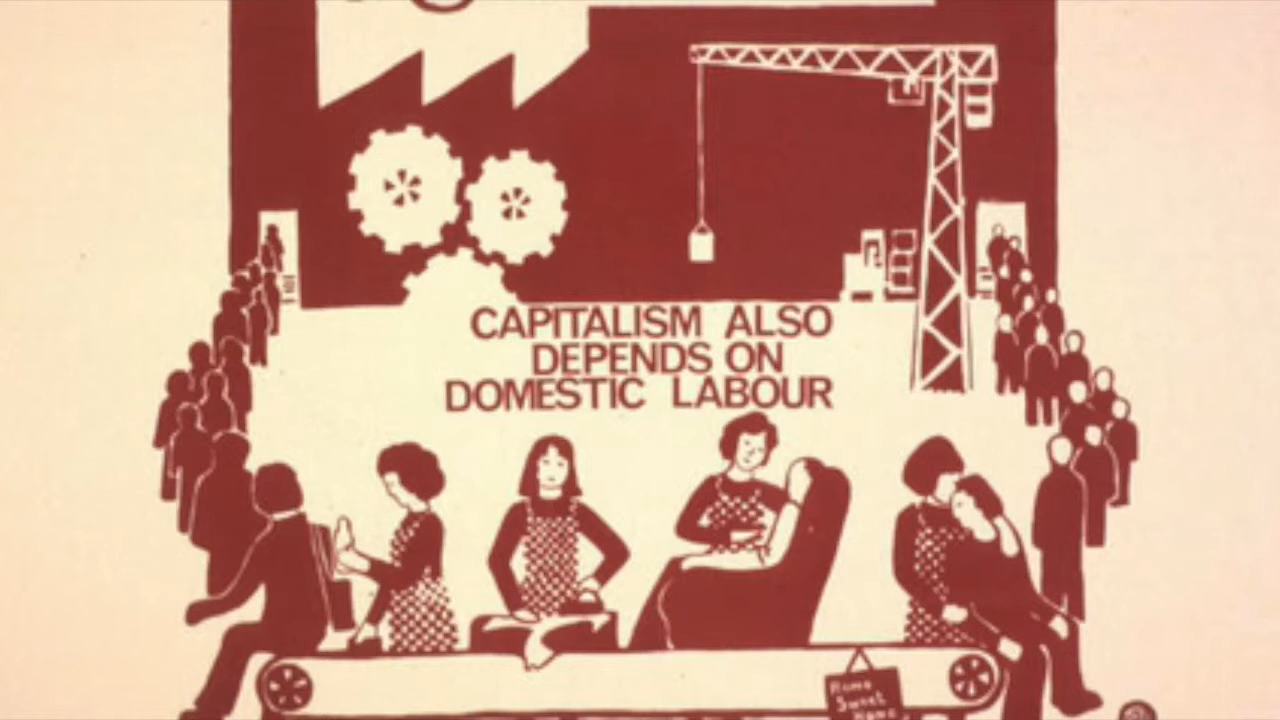 CAPITALISM ALSO
DEPENDS ON
DOMESTIC LABOUR
Home
Sweet
Home